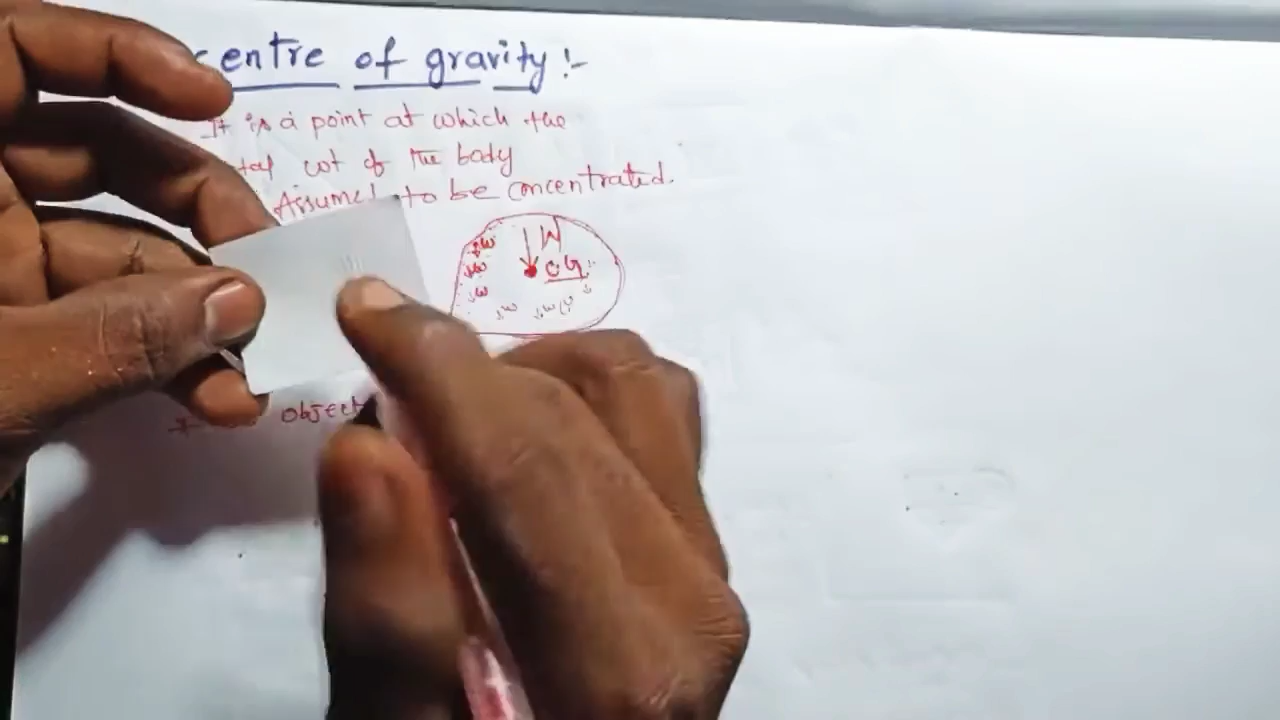 centre of gravity :-
It is a point at which the
wt of the body
Assumed to be concentrated.
W
w
w C.G
w
w w
object